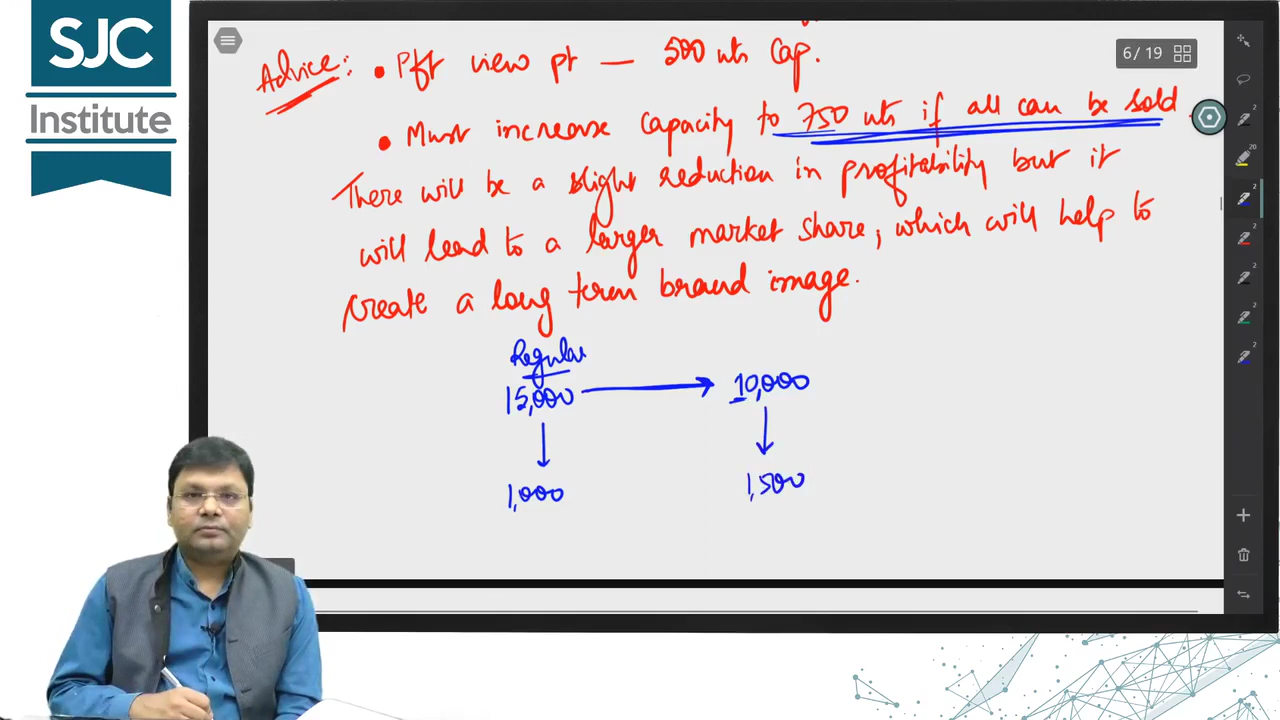 SJC
Institute
6 / 19
Advice:
• Pft view pt — 500 uts Cap.
• Must increase capacity to 750 uts if all can be sold.
There will be a slight reduction in profitability but it
will lead to a larger market share, which will help to
create a long term brand image.
Regular
15,000 → 10,000
1,000 1,500